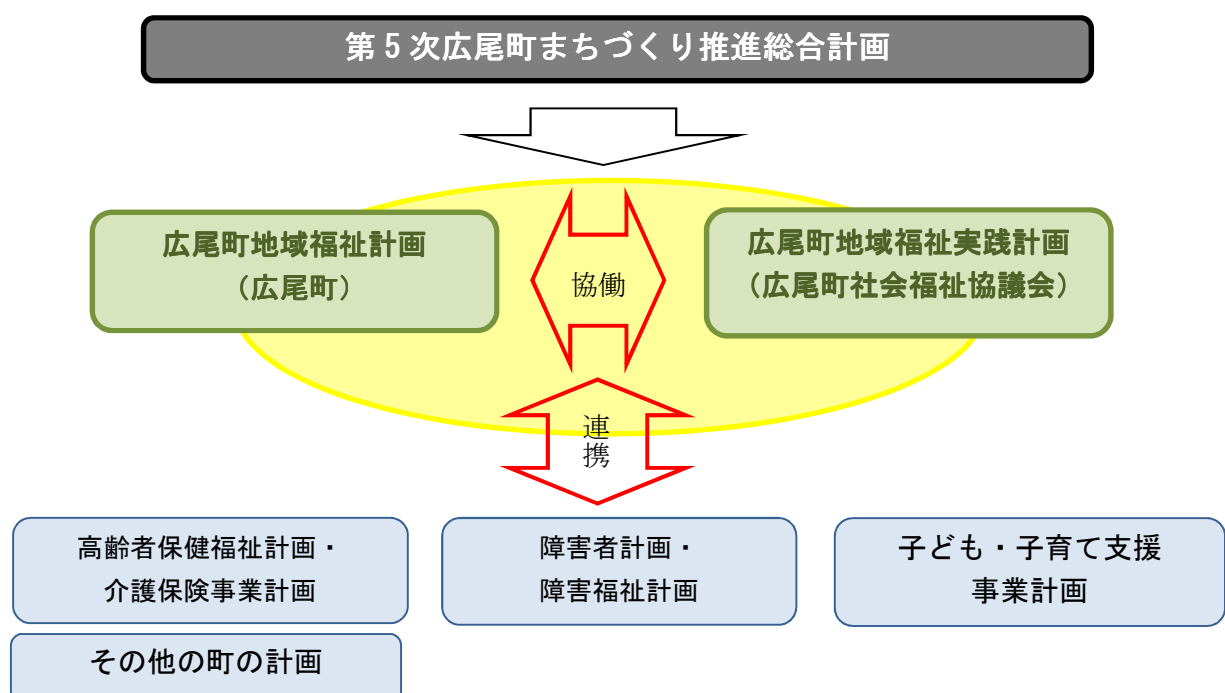 第5次広尾町まちづくり推進総合計画
広尾町地域福祉計画
（広尾町）
協働
広尾町地域福祉実践計画
（広尾町社会福祉協議会）
連携
高齢者保健福祉計画・
介護保険事業計画
障害者計画・
障害福祉計画
子ども・子育て支援
事業計画
その他の町の計画